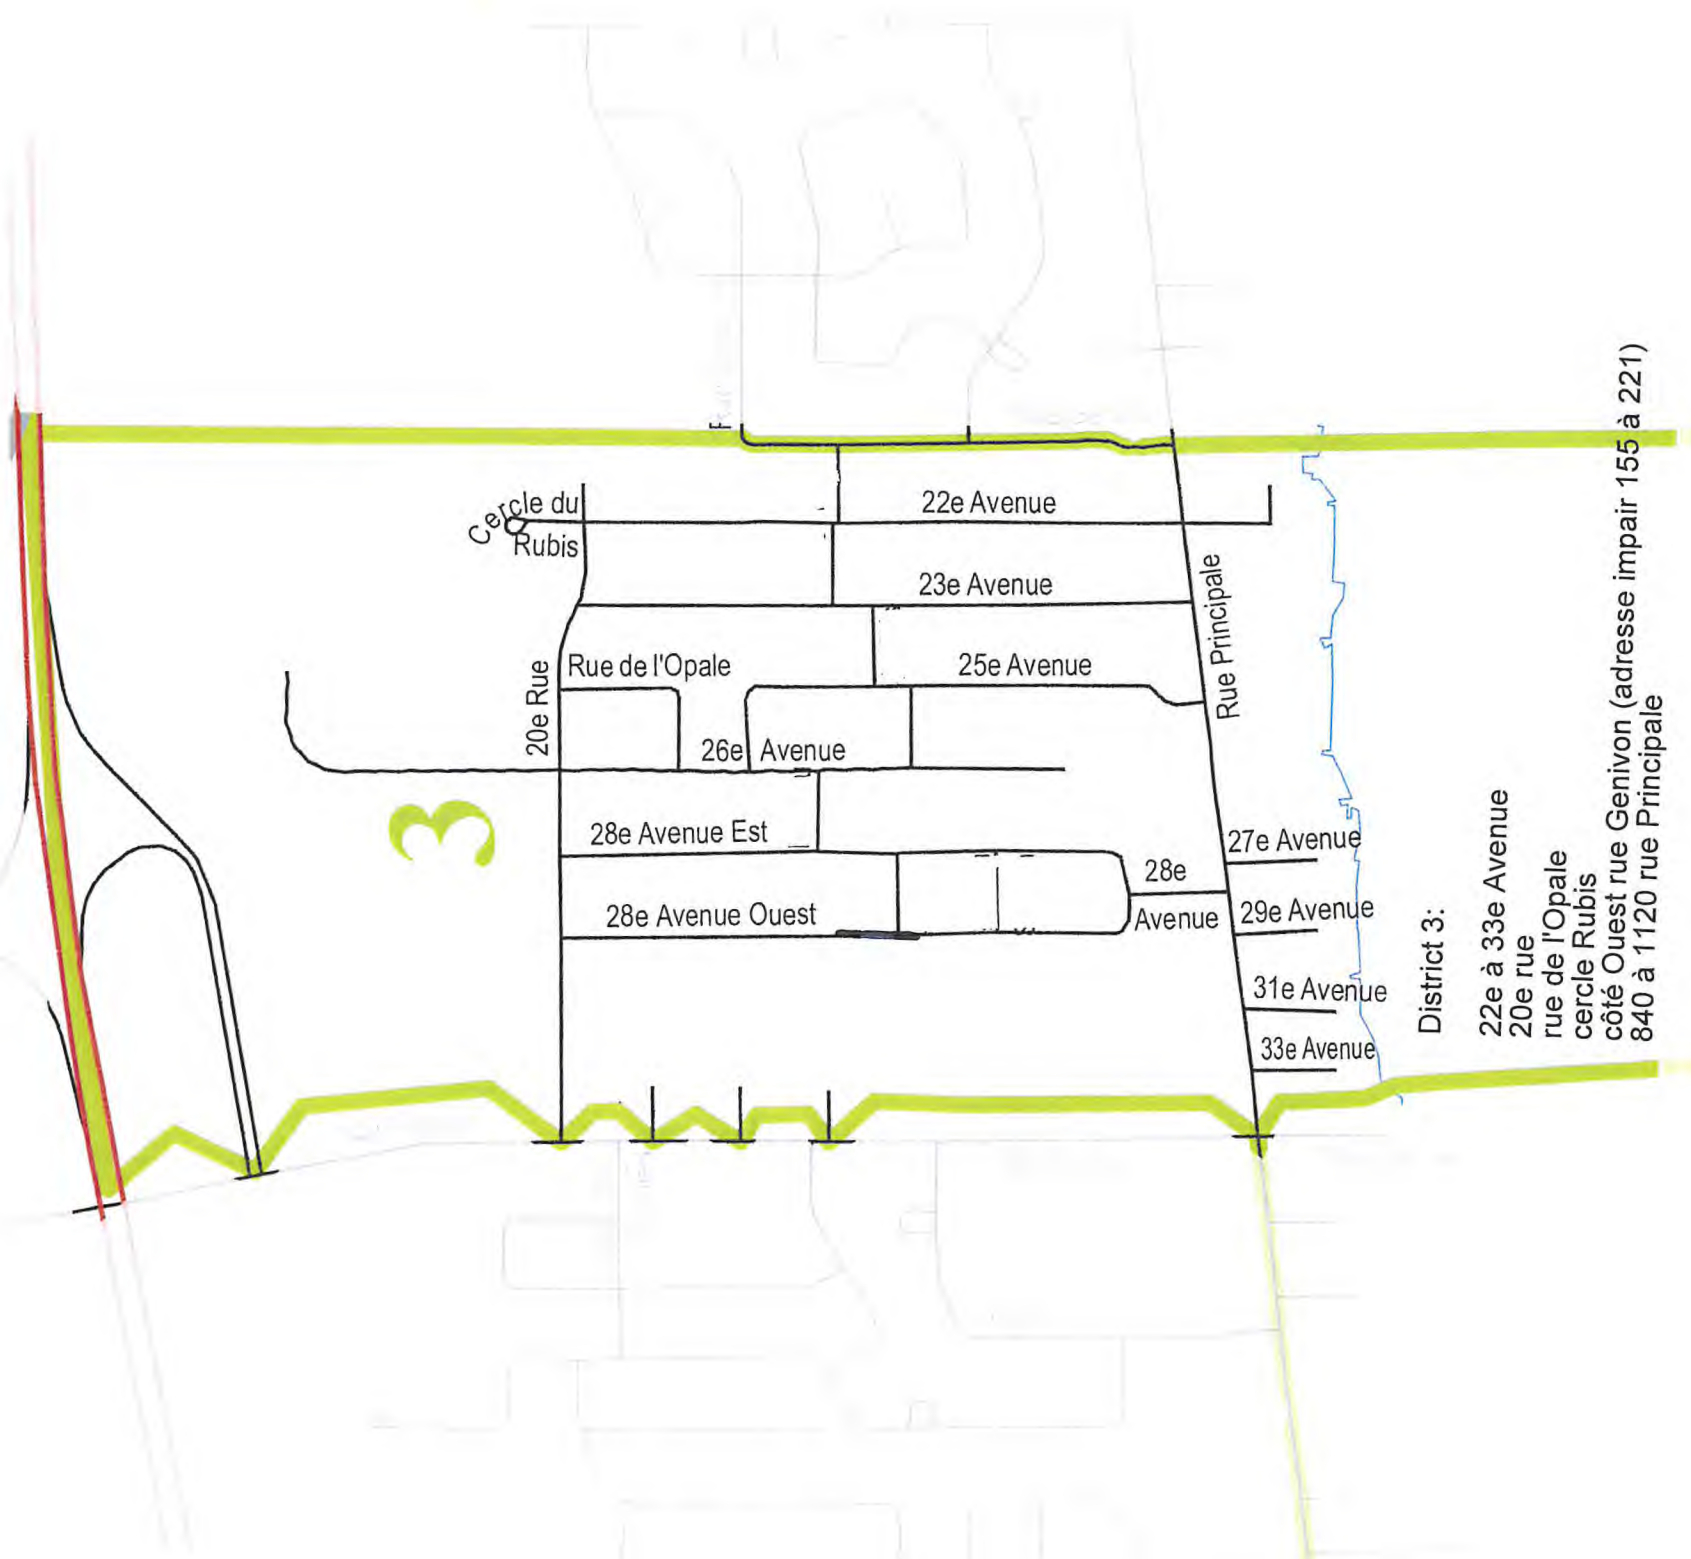 3
Cercle du
Rubis
22e Avenue
23e Avenue
Rue de l'Opale
25e Avenue
20e Rue
26e Avenue
28e Avenue Est
28e Avenue Ouest
28e
Avenue
Rue Principale
27e Avenue
29e Avenue
31e Avenue
33e Avenue
District 3:
22e à 33e Avenue
20e rue
rue de l'Opale
cercle Rubis
côté Ouest rue Genivon (adresse impair 155 à 221)
840 à 1120 rue Principale